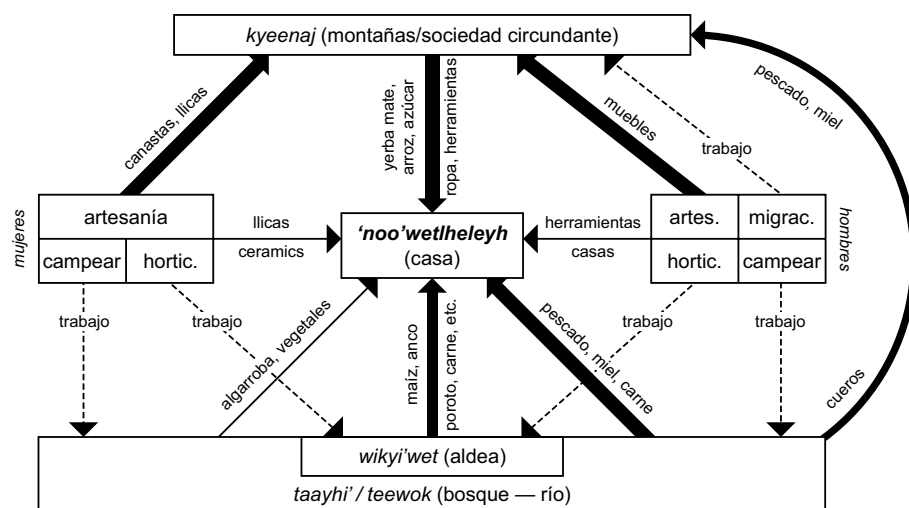 kyeenaj (montañas/sociedad circundante)
canastas, llicas
yerba mate,
arroz, azúcar
ropa, herramientas
muebles
trabajo
pescado, miel
mujeres
artesanía
campear
hortic.
llicas
ceramics
'noo'wetlheleyh
(casa)
herramientas
casas
artes.
migrac.
hortic.
campear
hombres
trabajo
trabajo
algarroba, vegetales
maíz, anco
poroto, carne, etc.
pescado, miel, carne
trabajo
trabajo
cueros
wikyi'wet (aldea)
taayhi' / teewok (bosque — río)